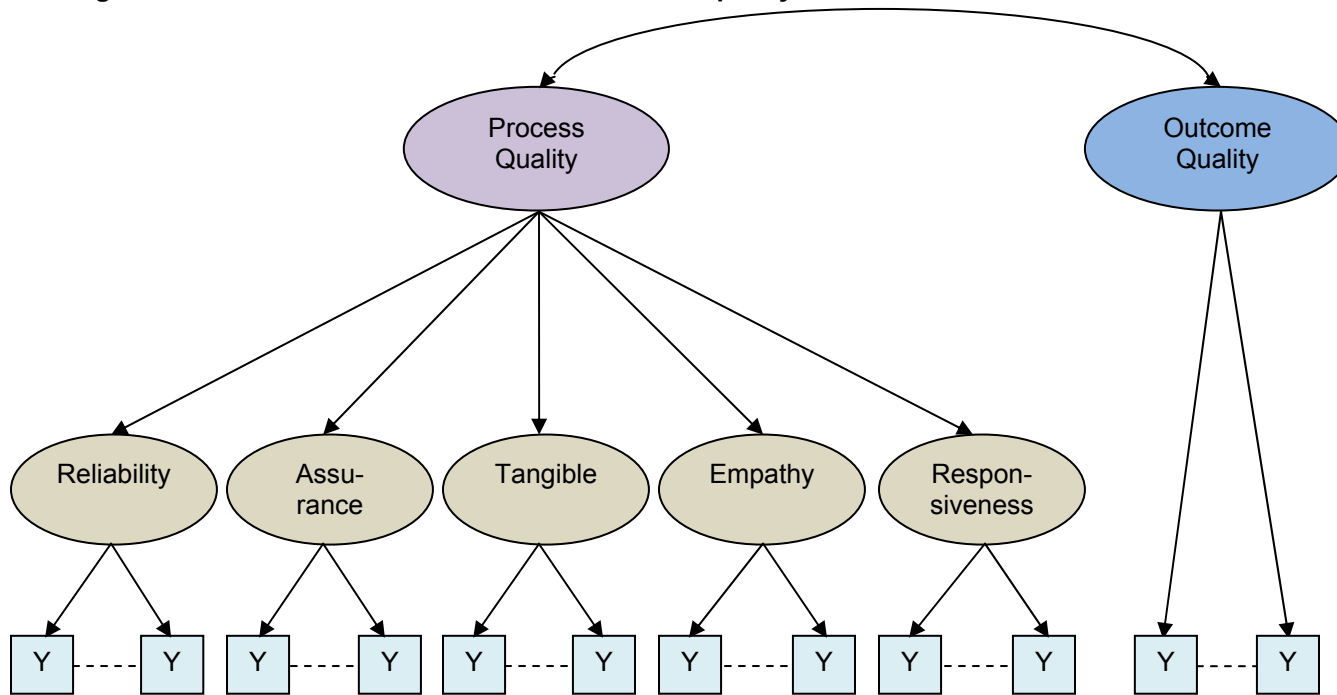 Process
Quality
Outcome
Quality
Reliability
Assu-
rance
Tangible
Empathy
Respon-
siveness
Y Y Y Y Y Y Y Y Y Y Y Y